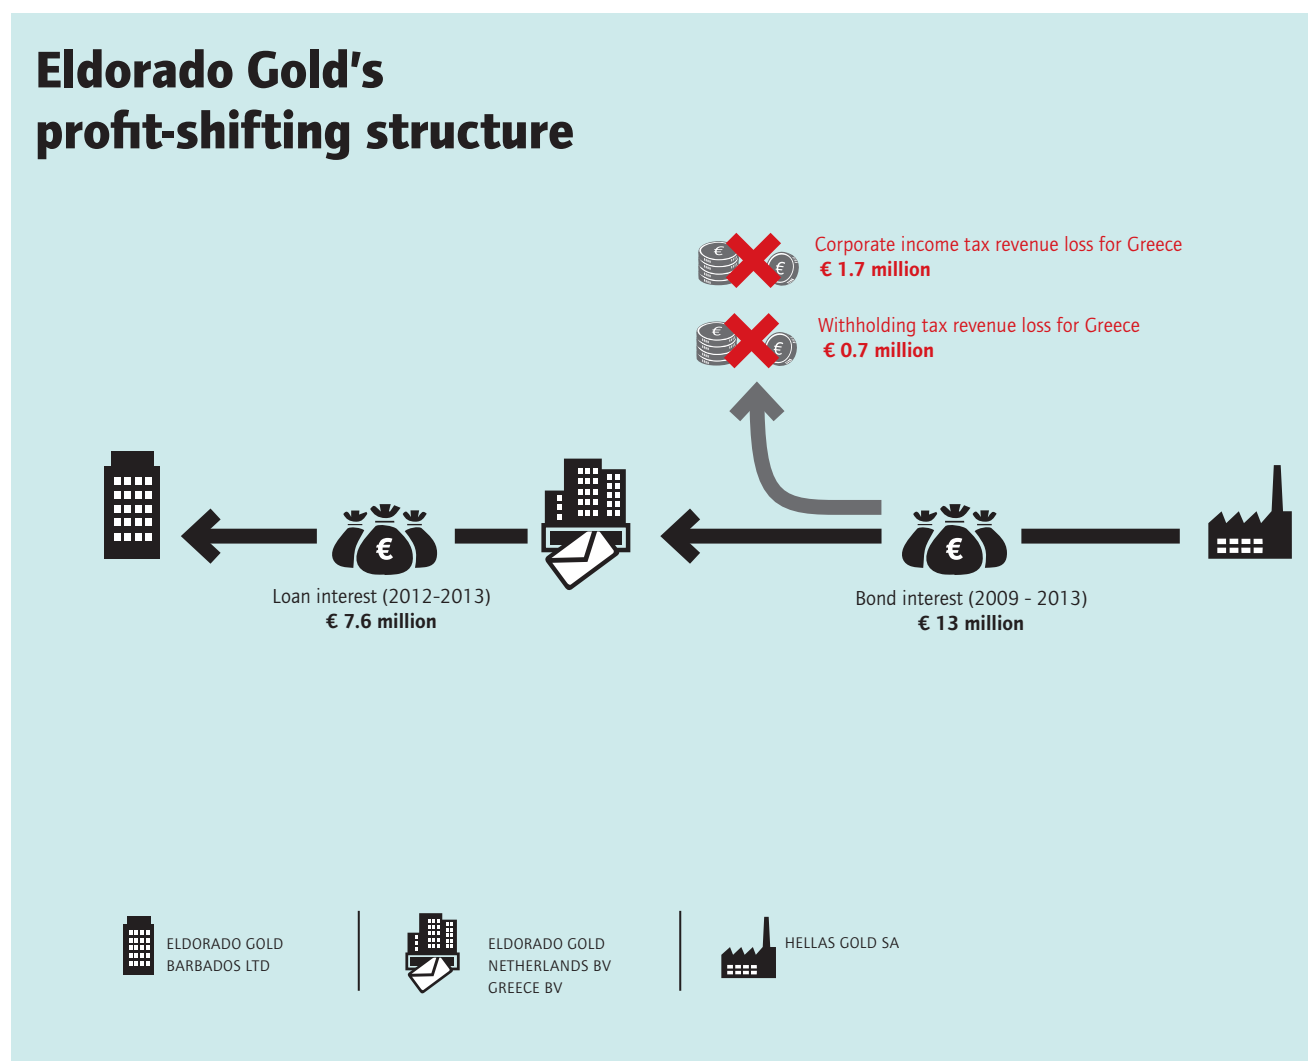 Eldorado Gold's
profit-shifting structure
Corporate income tax revenue loss for Greece
€ 1.7 million
Withholding tax revenue loss for Greece
€ 0.7 million
Loan interest (2012-2013)
€ 7.6 million
Bond interest (2009 - 2013)
€ 13 million
ELDORADO GOLD
BARBADOS LTD
ELDORADO GOLD
NETHERLANDS BV
GREECE BV
HELLAS GOLD SA